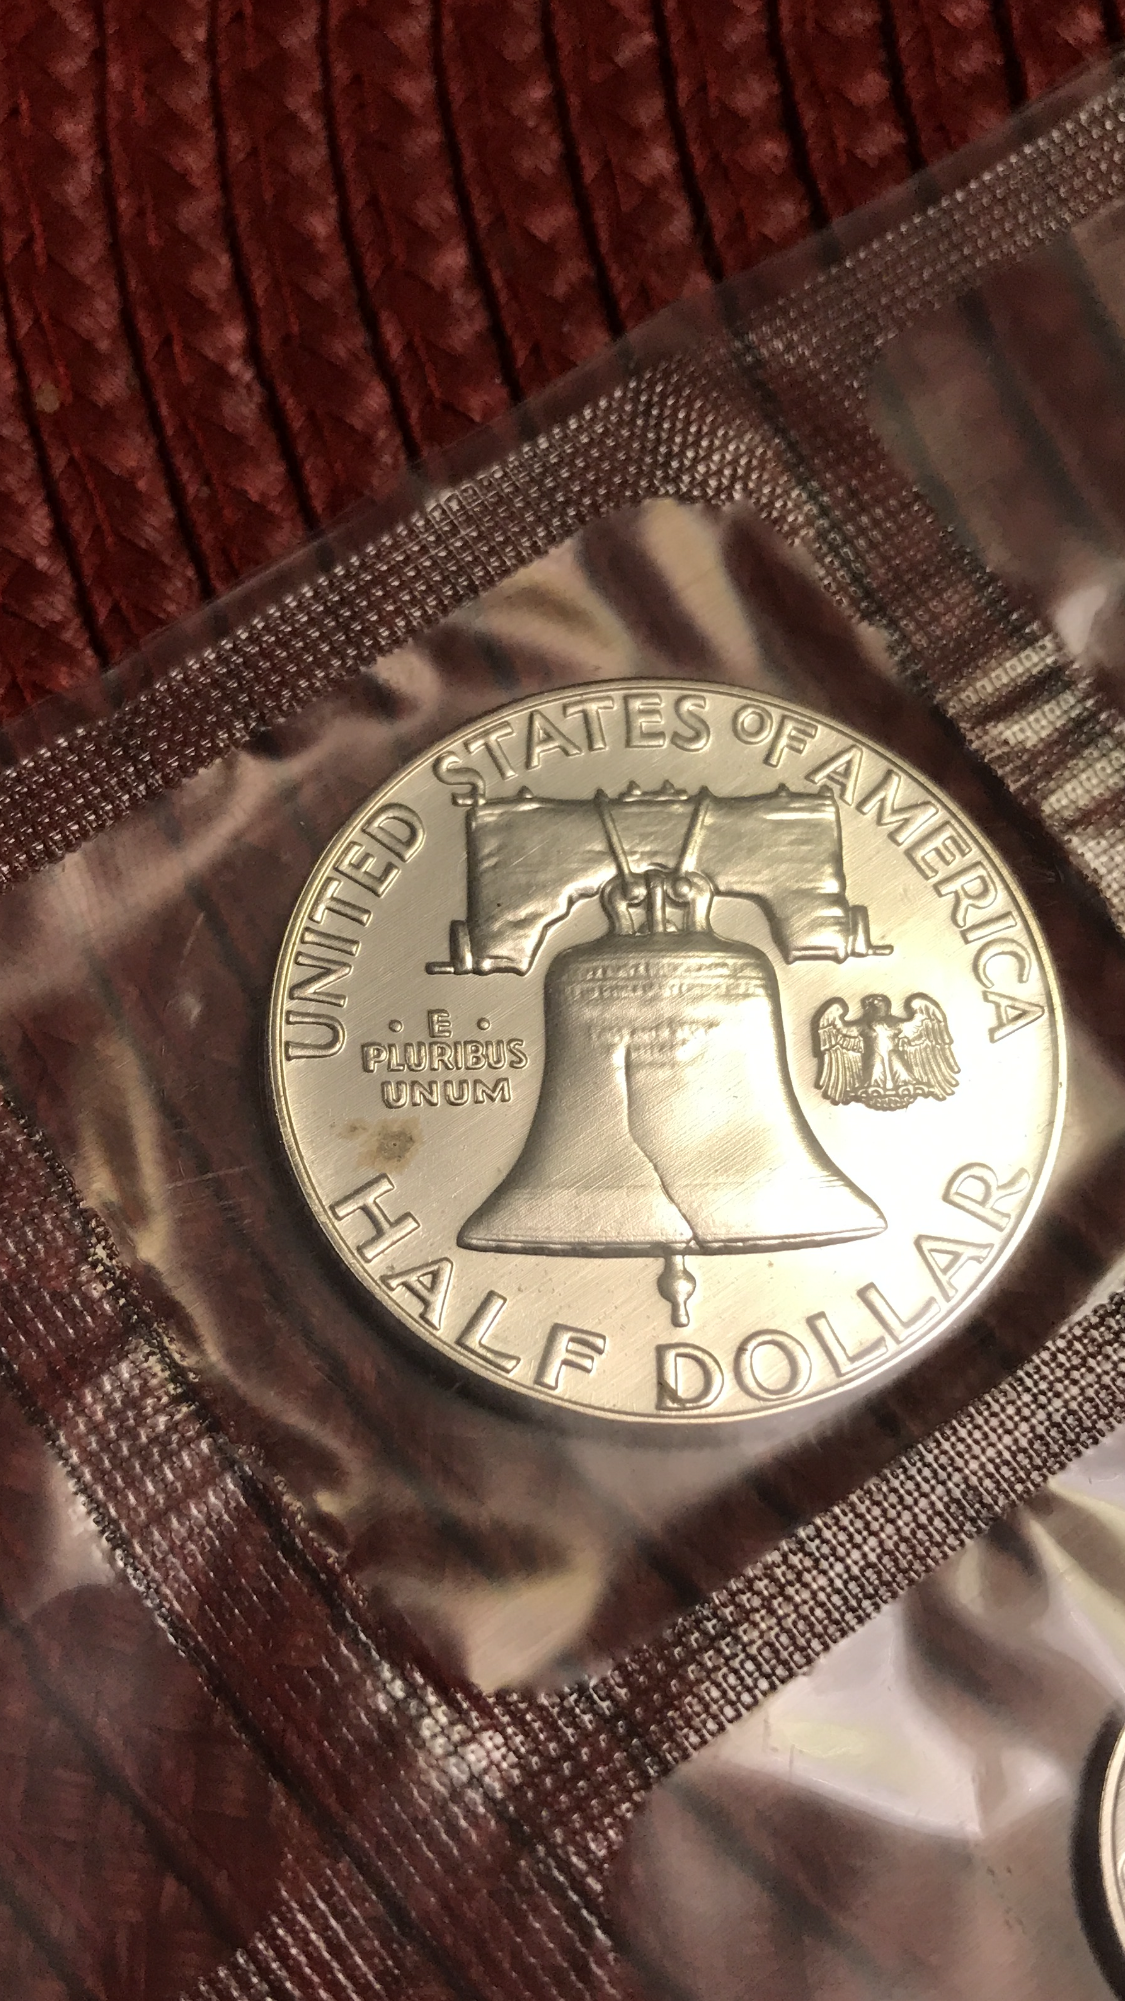 UNITED STATES OF AMERICA
· E ·
PLURIBUS
UNUM
HALF DOLLAR